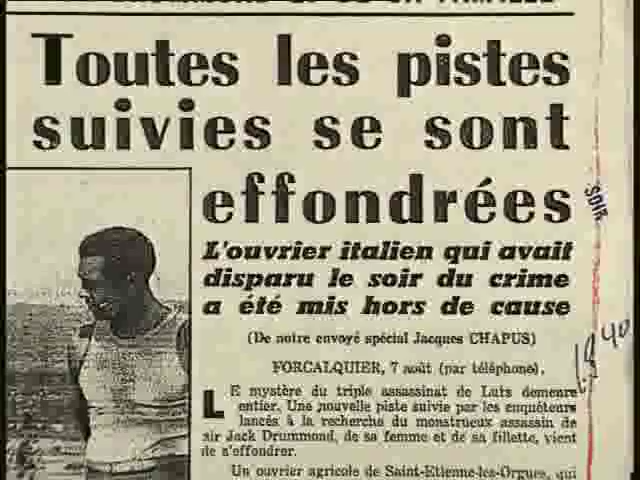 Toutes les pistes
suivies se sont
effondrées
L'ouvrier italien qui avait
disparu le soir du crime
a été mis hors de cause
(De notre envoyé spécial Jacques CHAPUS)
FORCALQUIER, 7 août (par téléphone).
LE mystère du triple assassinat de Lurs demeure
entier. Une nouvelle piste suivie par les enquêteurs
lancés à la recherche du monstrueux assassin de
sir Jack Drummond, de sa femme et de sa fillette, vient
de s'effondrer.
Un ouvrier agricole de Saint-Etienne-les-Orgues, qui
SOIR